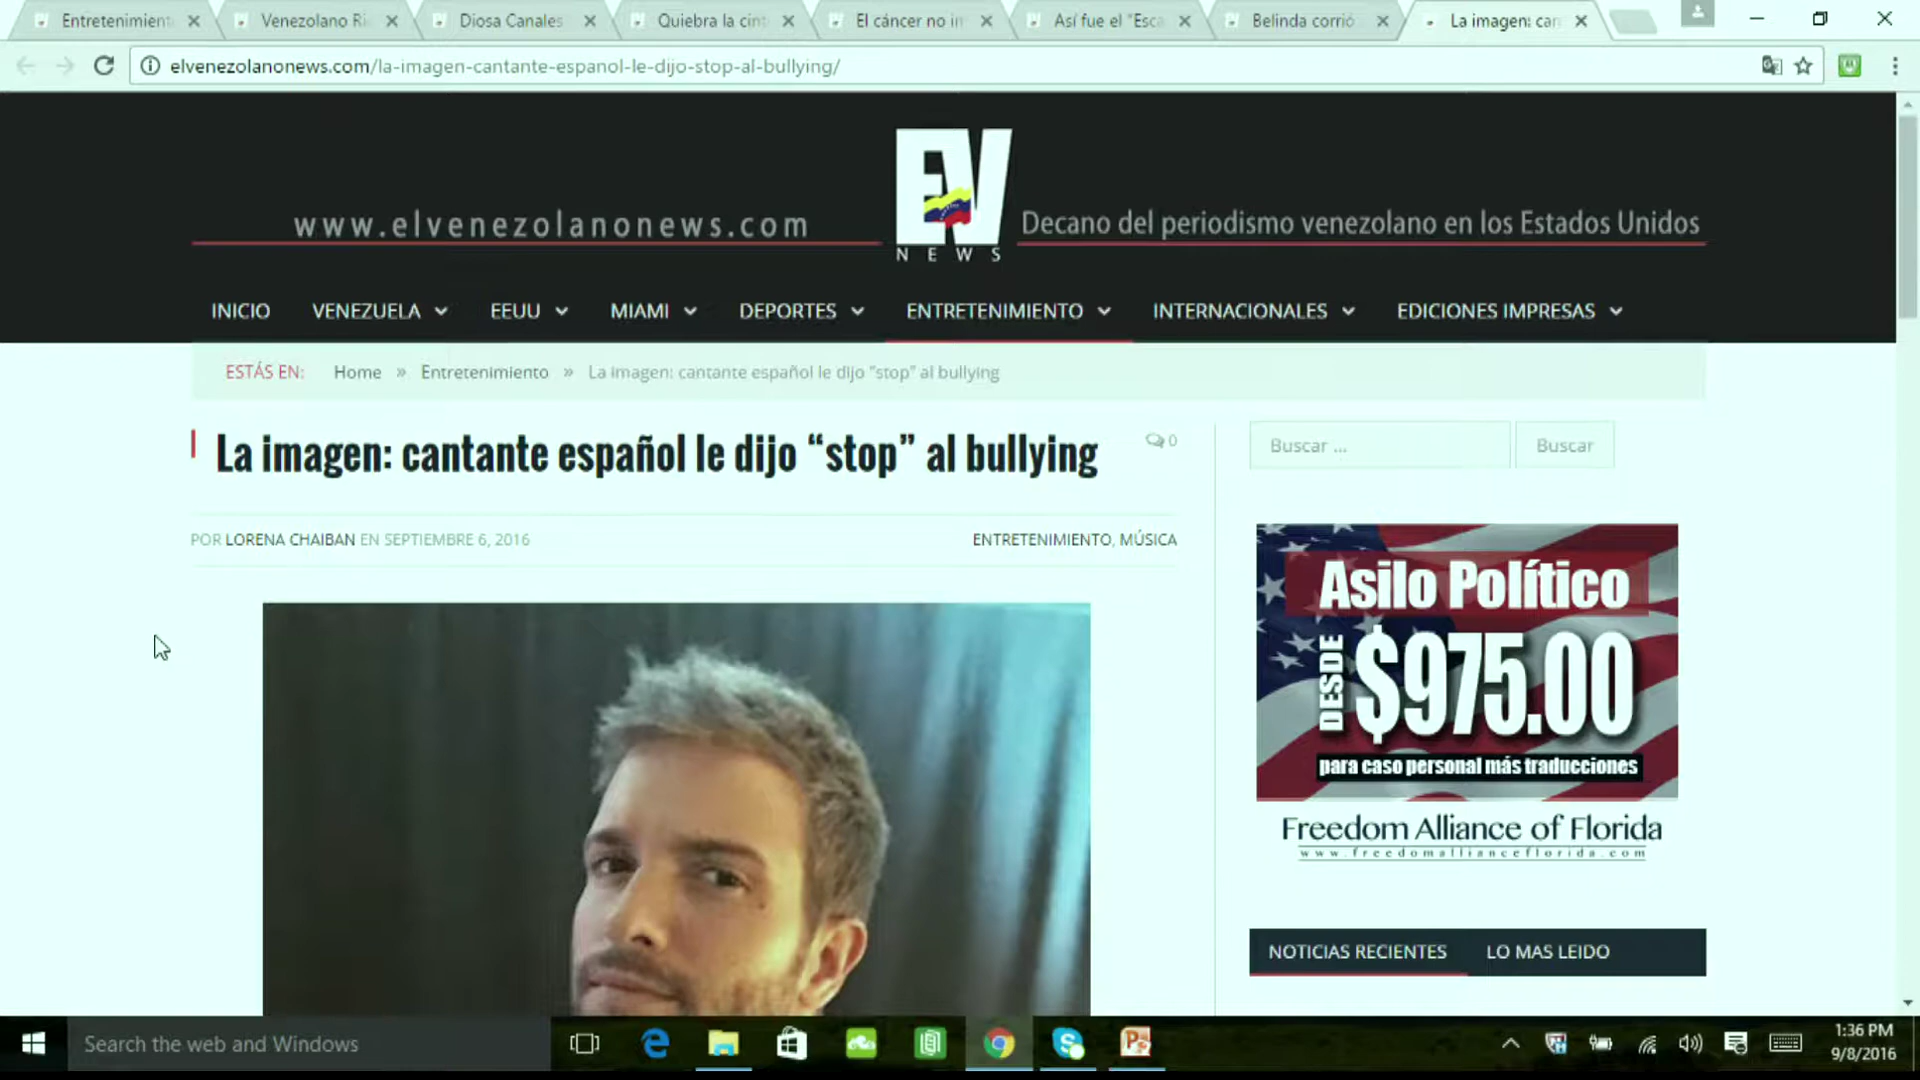 Entretenimient
Venezolano Ri
Diosa Canales
Quiebra la cint
El cáncer no in
Así fue el "Esca
Belinda corrió
La imagen: can
elvenezolanonews.com/la-imagen-cantante-espanol-le-dijo-stop-al-bullying/
www.elvenezolanonews.com
EV
NEWS
Decano del periodismo venezolano en los Estados Unidos
INICIO VENEZUELA EEUU MIAMI DEPORTES ENTRETENIMIENTO INTERNACIONALES EDICIONES IMPRESAS
ESTÁS EN: Home » Entretenimiento » La imagen: cantante español le dijo “stop” al bullying
La imagen: cantante español le dijo “stop” al bullying
0
Buscar ...
Buscar
POR LORENA CHAIBAN EN SEPTIEMBRE 6, 2016
ENTRETENIMIENTO, MÚSICA
Asilo Político
DESDE
$975.00
para caso personal más traducciones
Freedom Alliance of Florida
www.freedomallianceflorida.com
NOTICIAS RECIENTES
LO MAS LEIDO
Search the web and Windows
1:36 PM
9/8/2016